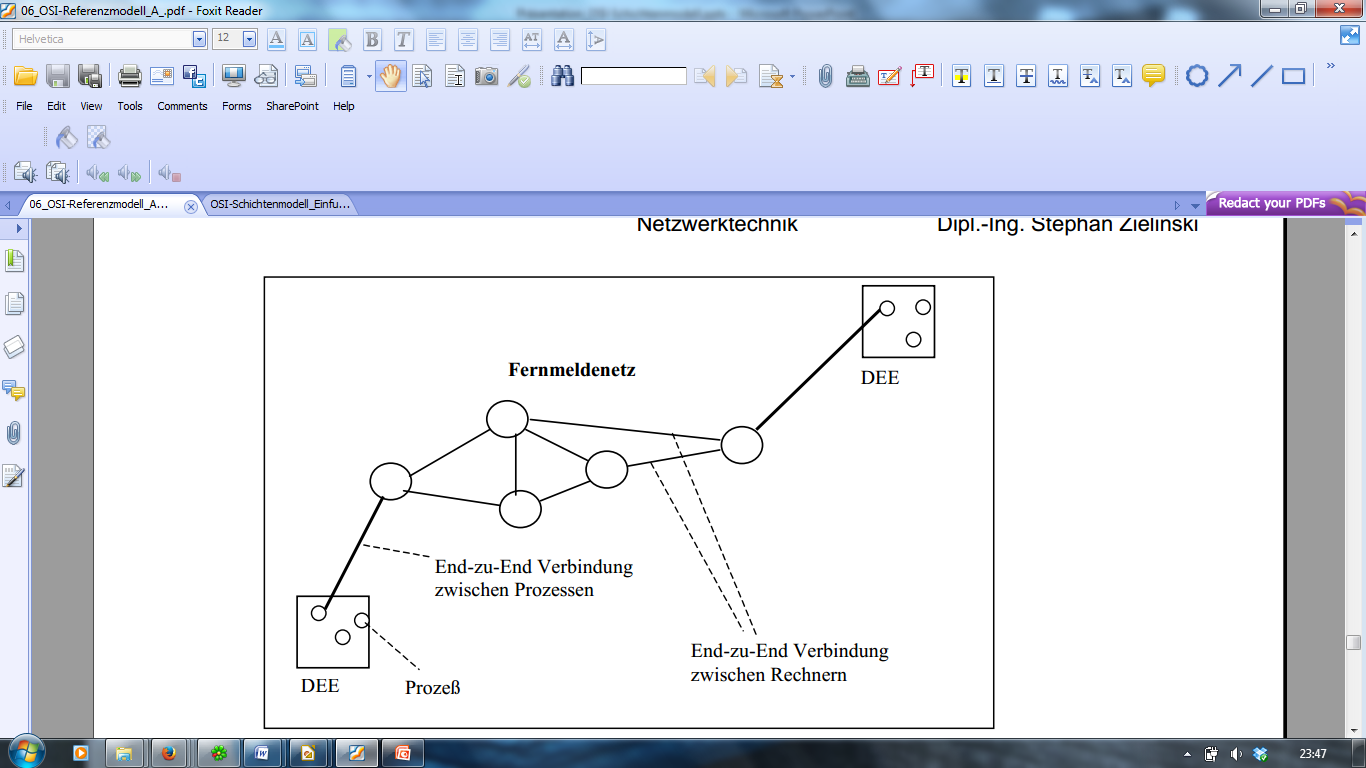 06_OSI-Referenzmodell_A_.pdf - Foxit Reader
Helvetica
12
File Edit View Tools Comments Forms SharePoint Help
06_OSI-Referenzmodell_A...
OSI-Schichtenmodell_Einfu...
Redact your PDFs
Netzwerktechnik Dipl.-Ing. Stephan Zielinski
Fernmeldenetz
DEE
End-zu-End Verbindung
zwischen Prozessen
End-zu-End Verbindung
zwischen Rechnern
DEE
Prozeß
23:47